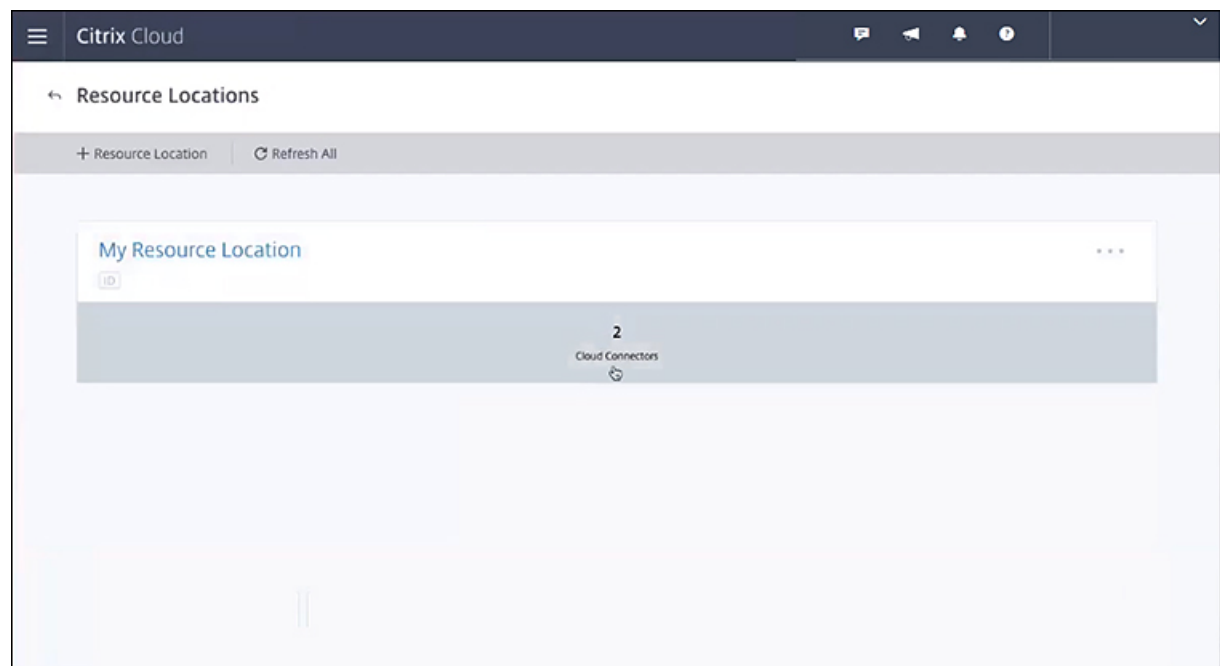 Citrix Cloud
Resource Locations
+ Resource Location
Refresh All
My Resource Location
ID
2
Cloud Connectors